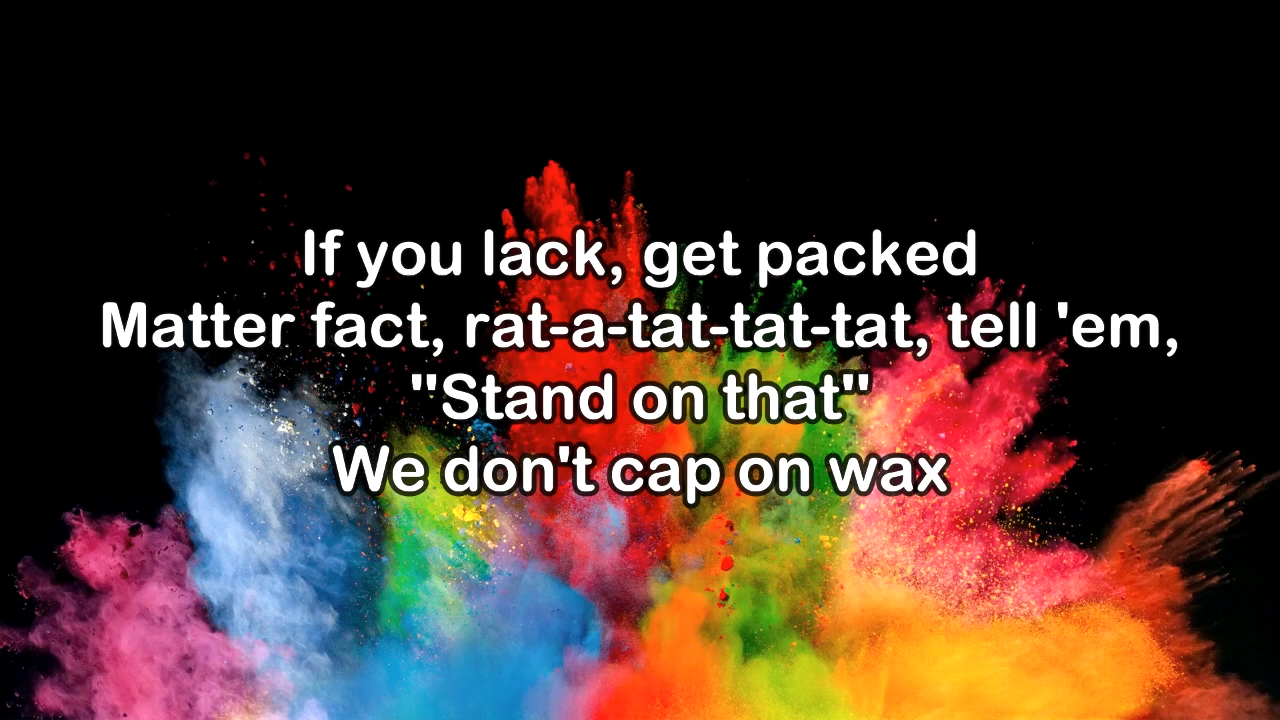 If you lack, get packed
Matter fact, rat-a-tat-tat-tat, tell 'em,
"Stand on that"
We don't cap on wax